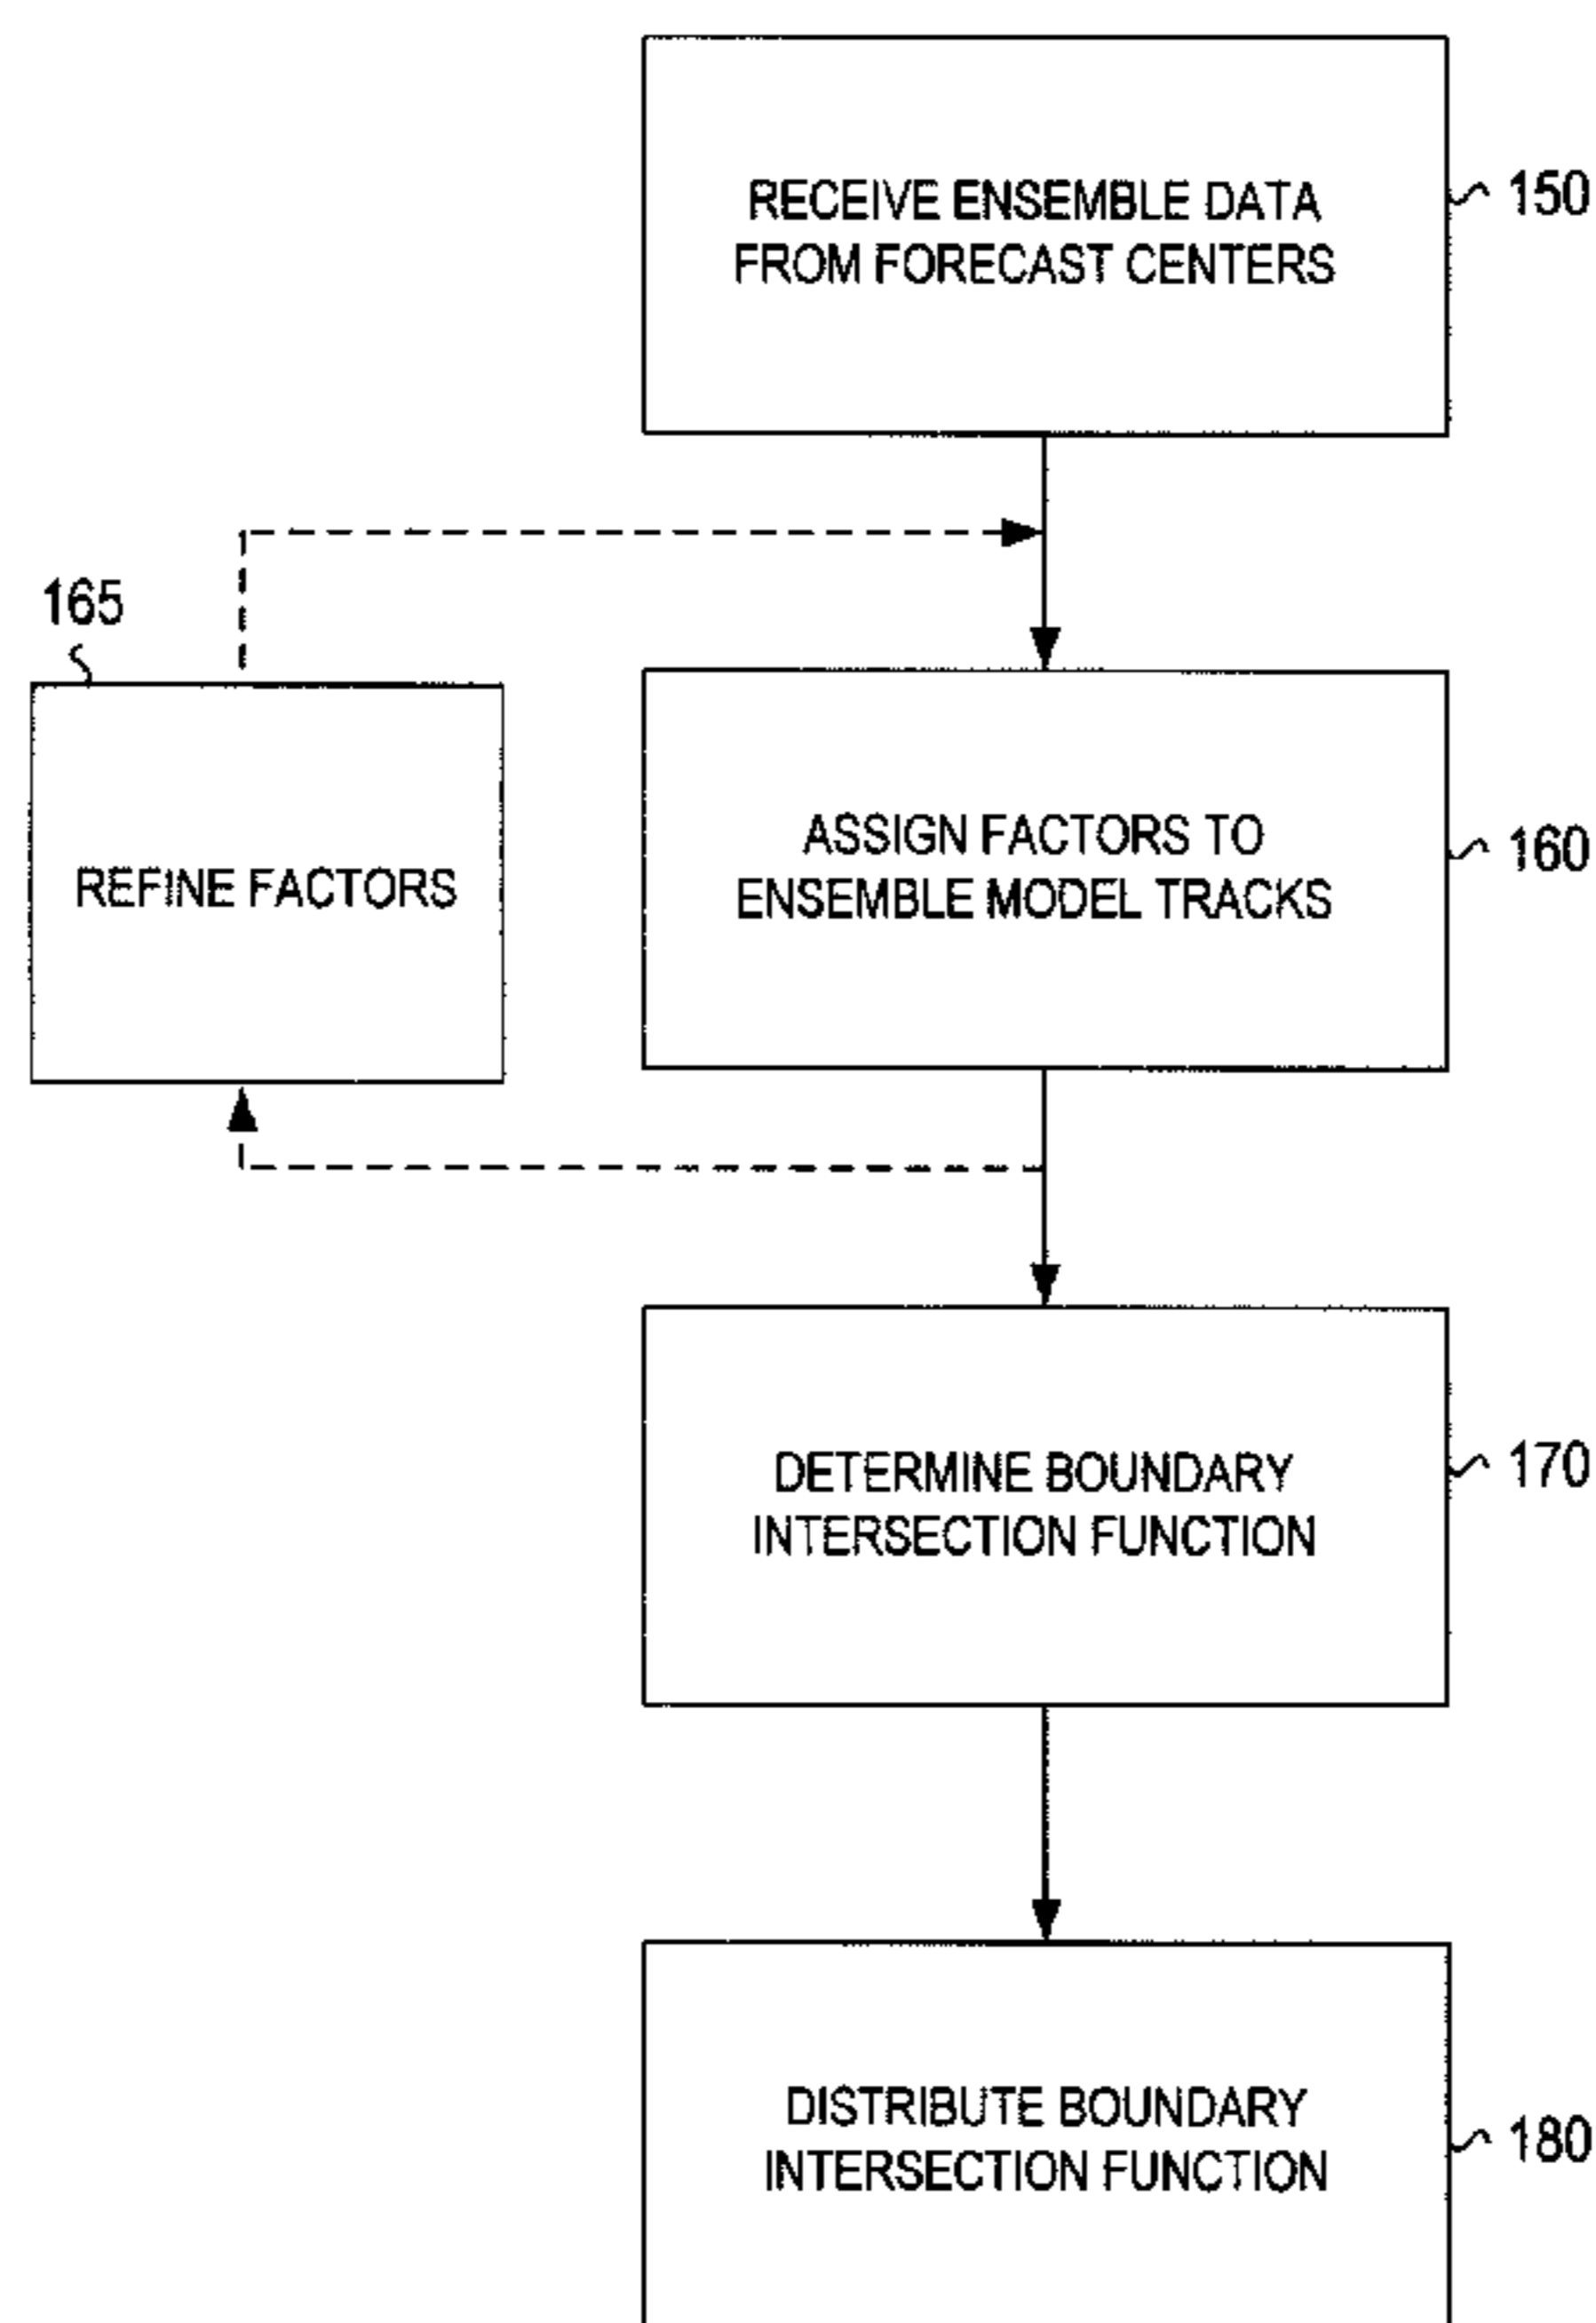 RECEIVE ENSEMBLE DATA
FROM FORECAST CENTERS
150
165
REFINE FACTORS
ASSIGN FACTORS TO
ENSEMBLE MODEL TRACKS
160
DETERMINE BOUNDARY
INTERSECTION FUNCTION
170
DISTRIBUTE BOUNDARY
INTERSECTION FUNCTION
180